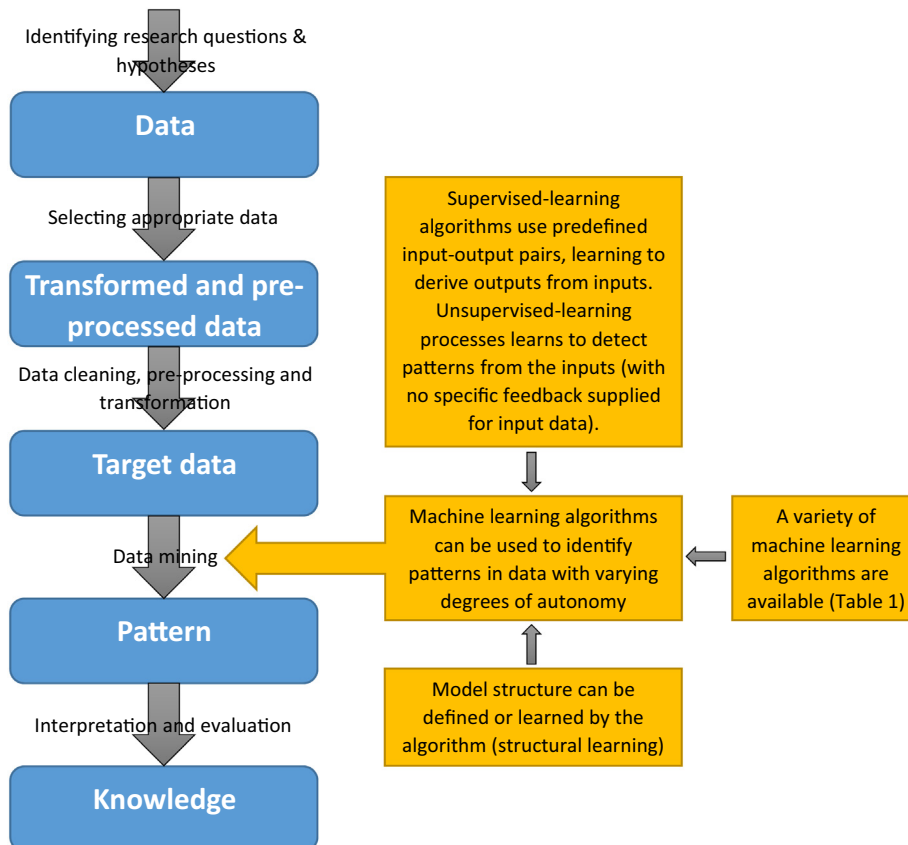 Identifying research questions &
hypotheses
Data
Selecting appropriate data
Transformed and pre-
processed data
Data cleaning, pre-processing and
transformation
Target data
Data mining
Pattern
Interpretation and evaluation
Knowledge
Supervised-learning
algorithms use predefined
input-output pairs, learning to
derive outputs from inputs.
Unsupervised-learning
processes learns to detect
patterns from the inputs (with
no specific feedback supplied
for input data).
Machine learning algorithms
can be used to identify
patterns in data with varying
degrees of autonomy
A variety of
machine learning
algorithms are
available (Table 1)
Model structure can be
defined or learned by the
algorithm (structural learning)